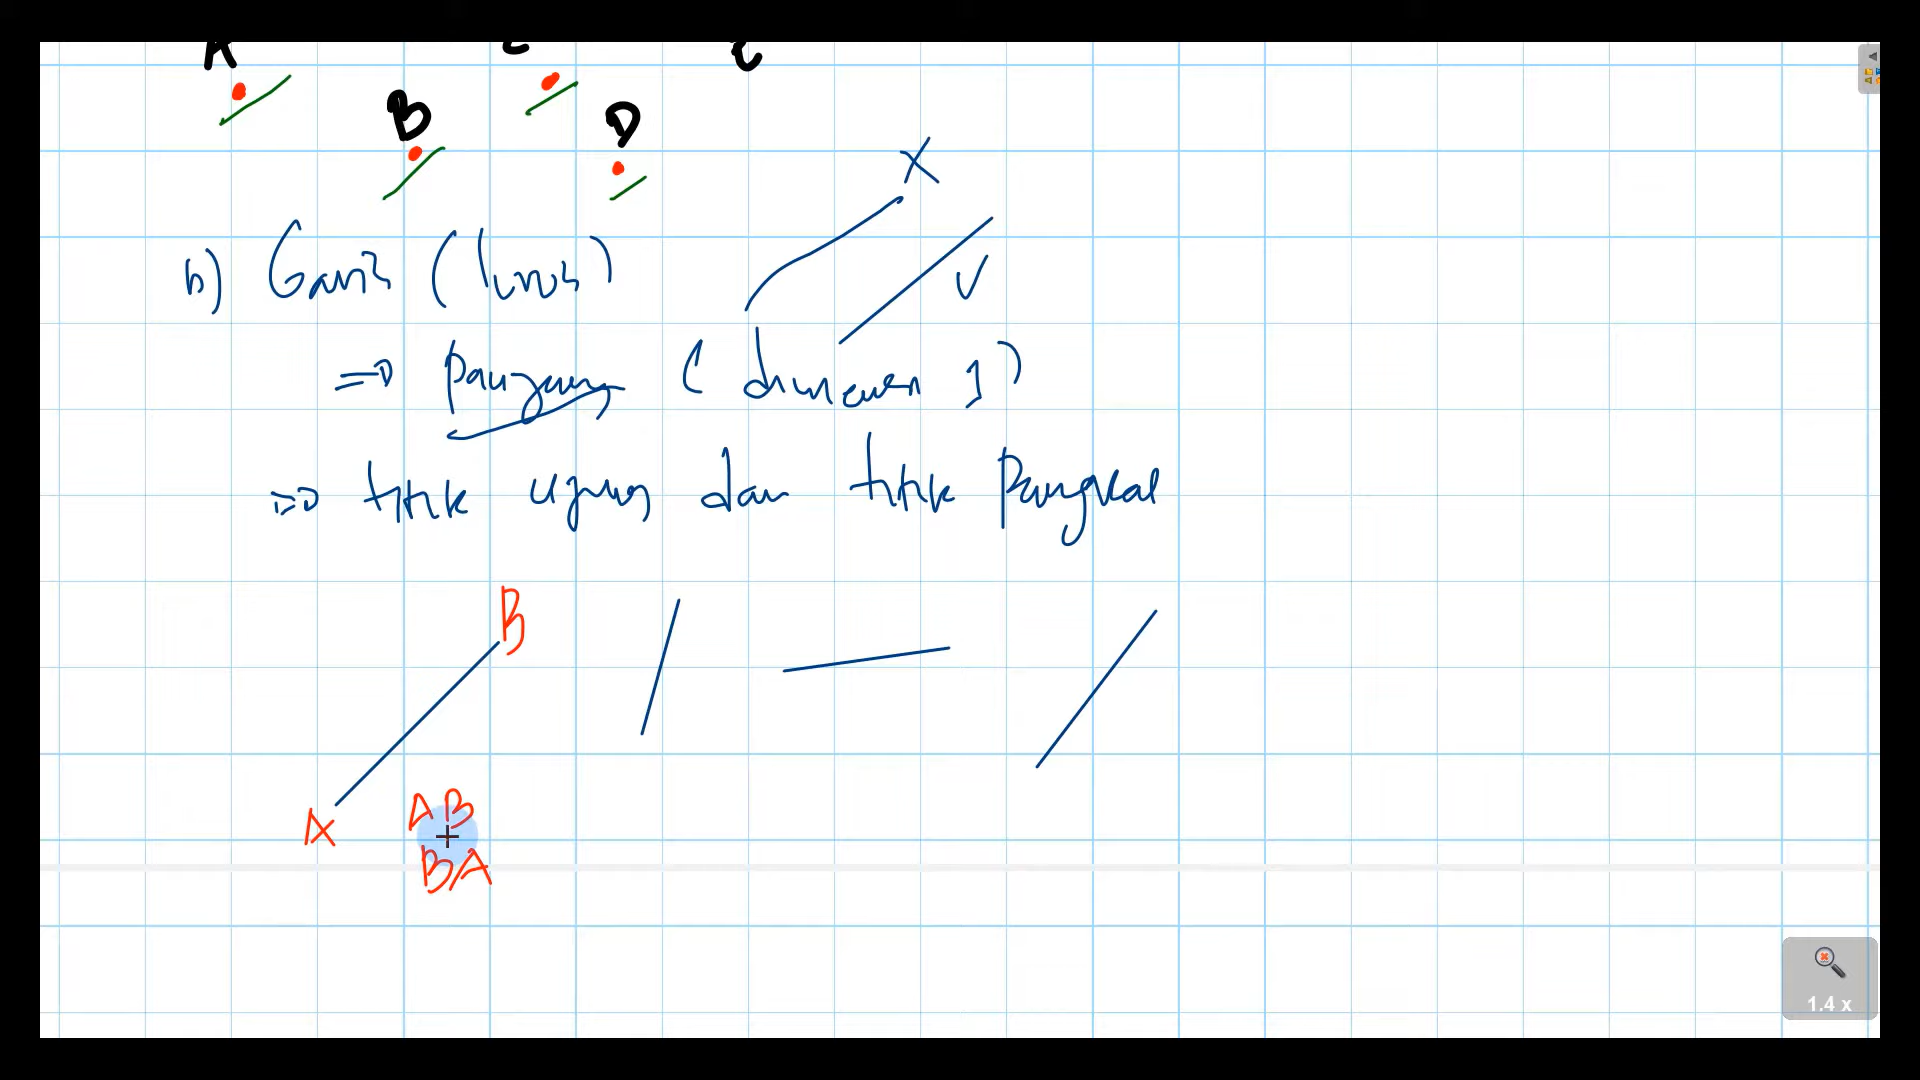 A
B
D
X
b) Garis (lurus)
V
=> panjang (dimensi 1)
=> titik ujung dan titik Pangkal
B
A
AB
BA
1.4 x